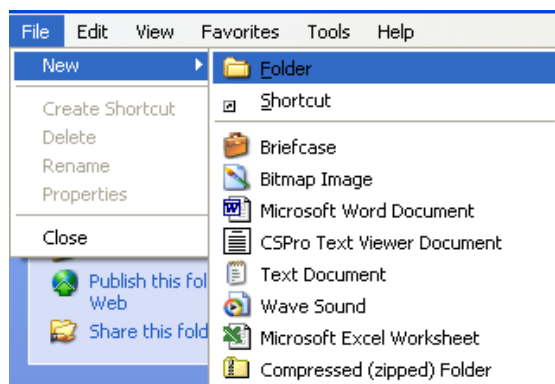 File Edit View Favorites Tools Help
New
Create Shortcut
Delete
Rename
Properties
Close
Publish this fol
Web
Share this fold
Folder
Shortcut
Briefcase
Bitmap Image
Microsoft Word Document
CSPro Text Viewer Document
Text Document
Wave Sound
Microsoft Excel Worksheet
Compressed (zipped) Folder